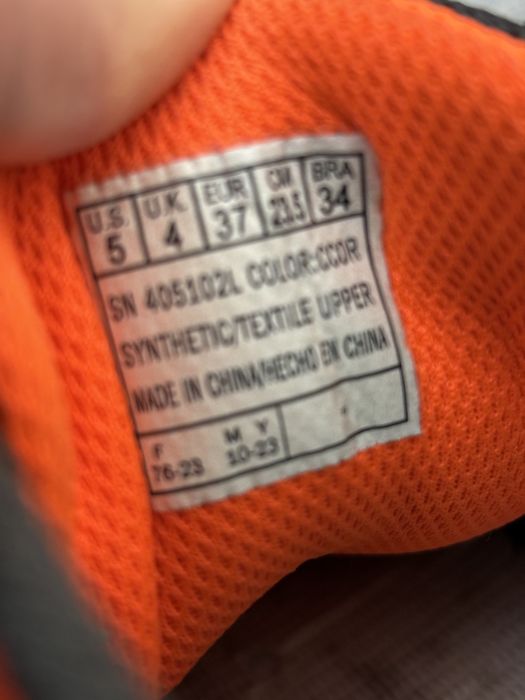 U.S. U.K. EUR CM BRA
5 4 37 23.5 34
SN 405102L COLOR:CCOR
SYNTHETIC/TEXTILE UPPER
MADE IN CHINA/HECHO EN CHINA
F M Y
76-23 10-23